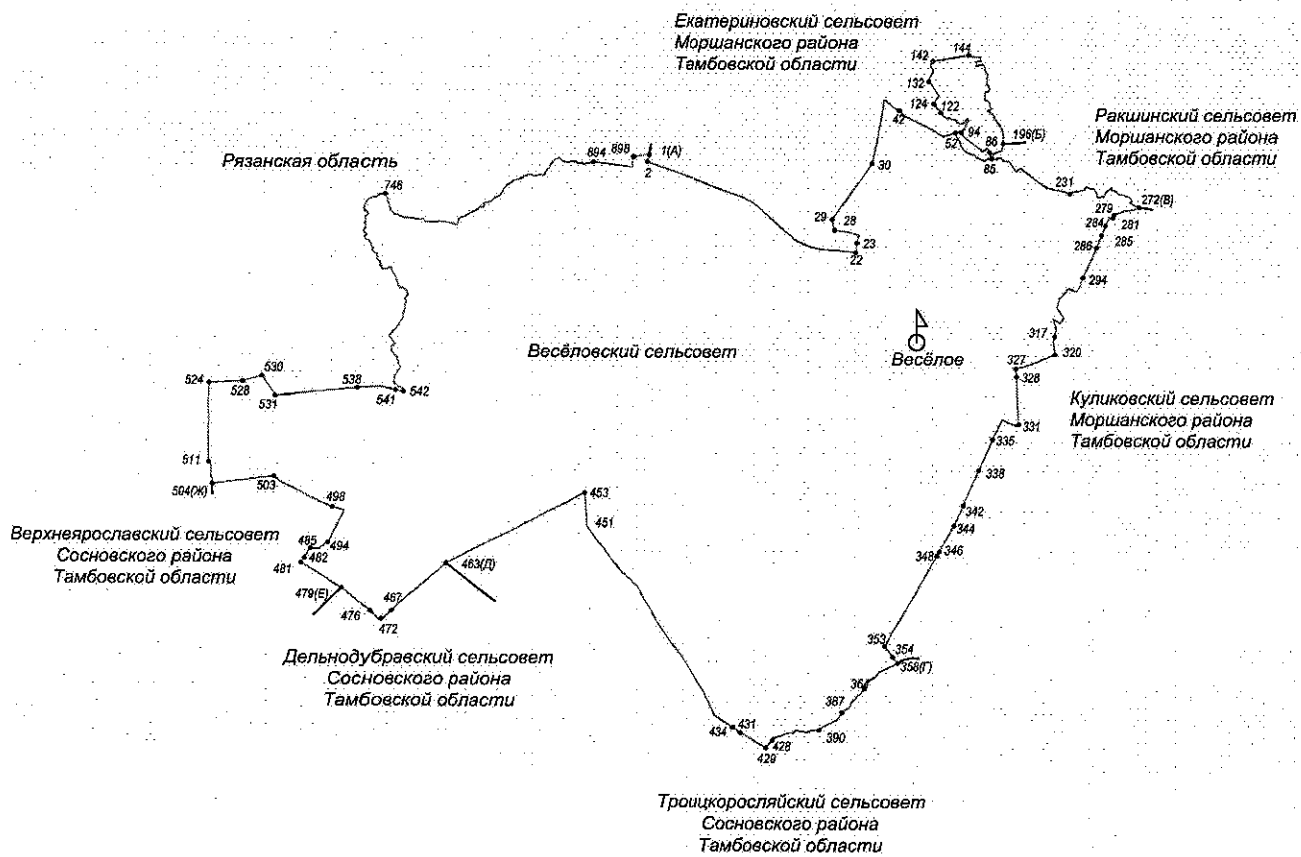 Екатериновский сельсовет
Моршанского района
Тамбовской области
144
142
132
124
122
42
94
52
86
196(Б)
85
Ракшинский сельсовет
Моршанского района
Тамбовской области
Рязанская область
894
898
1(А)
2
30
746
231
272(В)
279
281
284
285
286
29
28
23
22
294
317
320
Весёловский сельсовет
Весёлое
327
328
530
524
528
531
538
541
542
Куликовский сельсовет
Моршанского района
Тамбовской области
331
335
338
511
504(Ж)
503
498
453
451
342
344
346
348
Верхнеярославский сельсовет
Сосновского района
Тамбовской области
485
494
482
481
463(Д)
479(Е)
476
467
472
Дельнодубравский сельсовет
Сосновского района
Тамбовской области
353
354
358(Г)
364
387
390
431
434
428
429
Троицкоросляйский сельсовет
Сосновского района
Тамбовской области